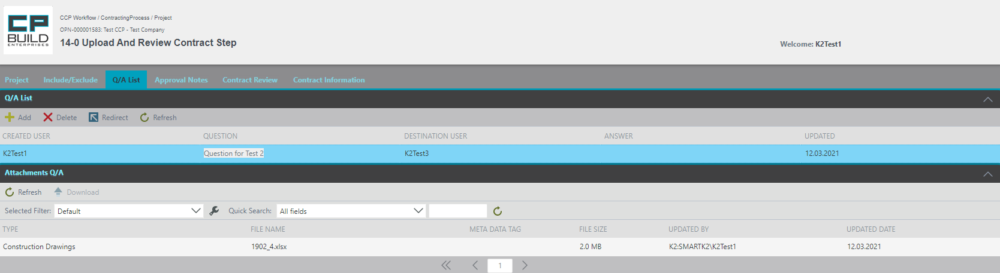 CP
BUILD
ENTERPRISES
CCP Workflow / ContractingProcess / Project
OPN-000001583: Test CCP - Test Company
14-0 Upload And Review Contract Step
Welcome: K2Test1
Project Include/Exclude Q/A List Approval Notes Contract Review Contract Information
Q/A List
Add Delete Redirect Refresh
CREATED USER QUESTION DESTINATION USER ANSWER UPDATED
K2Test1 Question for Test 2 K2Test3 12.03.2021
Attachments Q/A
Refresh Download
Selected Filter: Default Quick Search: All fields
TYPE FILE NAME META DATA TAG FILE SIZE UPDATED BY UPDATED DATE
Construction Drawings 1902_4.xlsx 2.0 MB K2:SMARTK2\K2Test1 12.03.2021
1